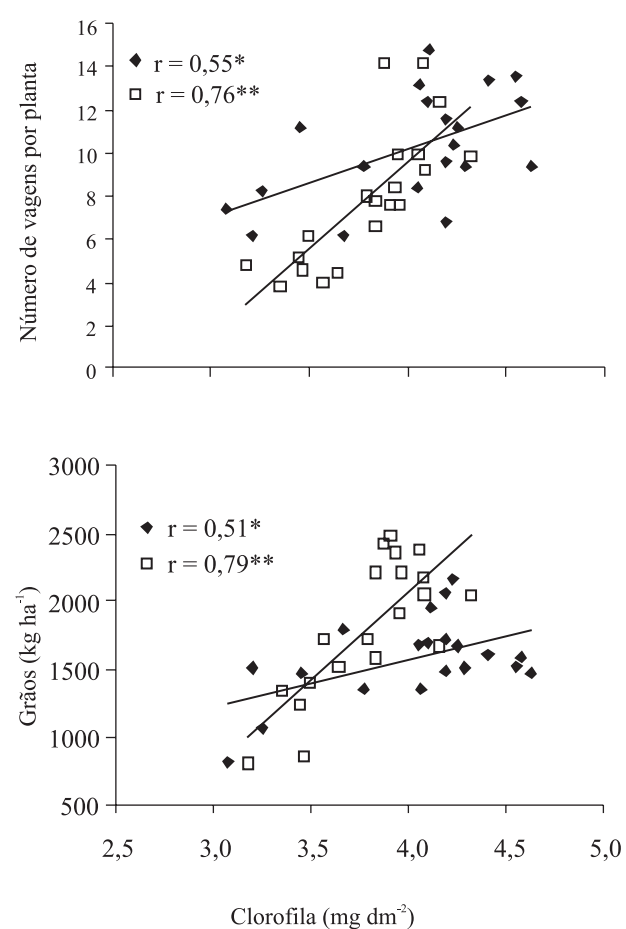 16
14
12
10
8
6
4
2
0
Número de vagens por planta
r = 0,55*
r = 0,76**
3000
2500
2000
1500
1000
500
Grãos (kg ha-1)
r = 0,51*
r = 0,79**
2,5 3,0 3,5 4,0 4,5 5,0
Clorofila (mg dm-2)